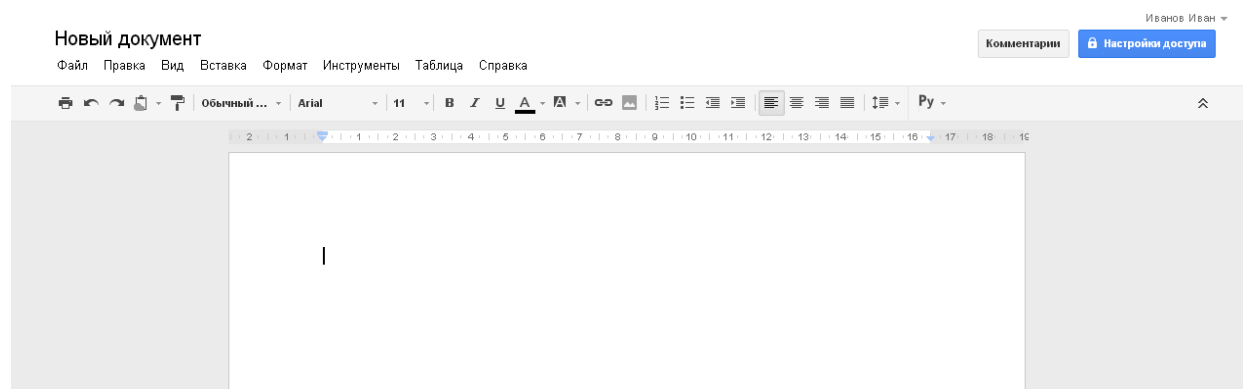 Иванов Иван
Новый документ
Комментарии Настройки доступа
Файл Правка Вид Вставка Формат Инструменты Таблица Справка
Обычный ... Arial 11 B I U A A Ру
2 1 1 2 3 4 5 6 7 8 9 10 11 12 13 14 15 16 17 18 19